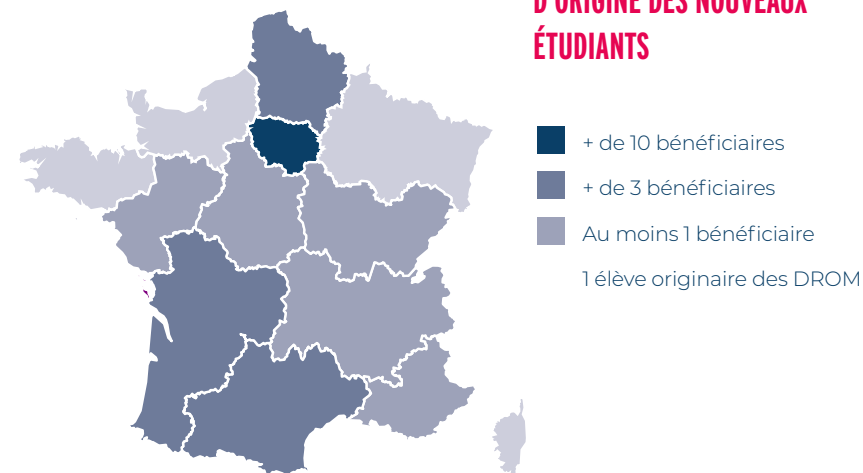 D'ORIGINE DES NOUVEAUX
ÉTUDIANTS
+ de 10 bénéficiaires
+ de 3 bénéficiaires
Au moins 1 bénéficiaire
1 élève originaire des DROM